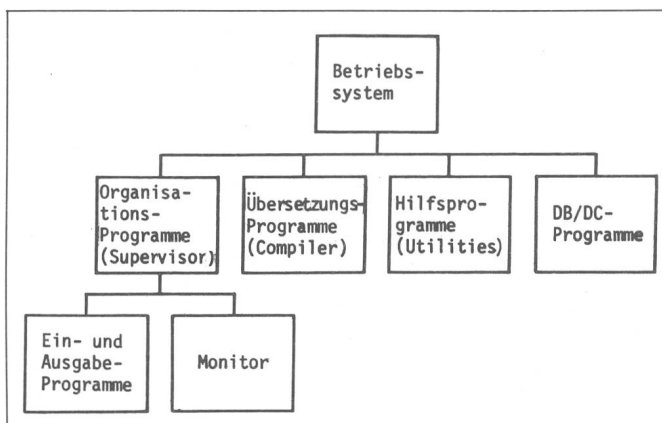 Betriebs-
system
Organisa-
tions-
Programme
(Supervisor)
Übersetzungs-
Programme
(Compiler)
Hilfspro-
gramme
(Utilities)
DB/DC-
Programme
Ein- und
Ausgabe-
Programme
Monitor